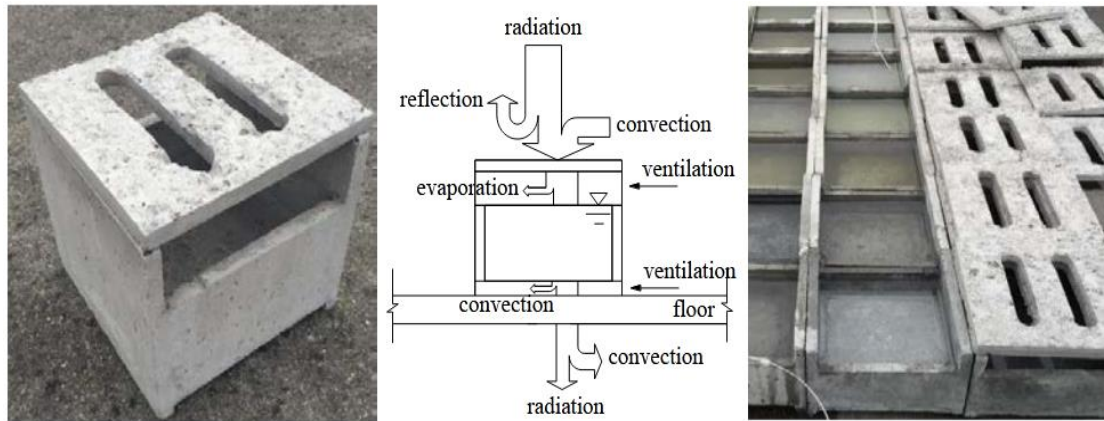 radiation
reflection
convection
ventilation
evaporation
ventilation
convection
floor
convection
radiation